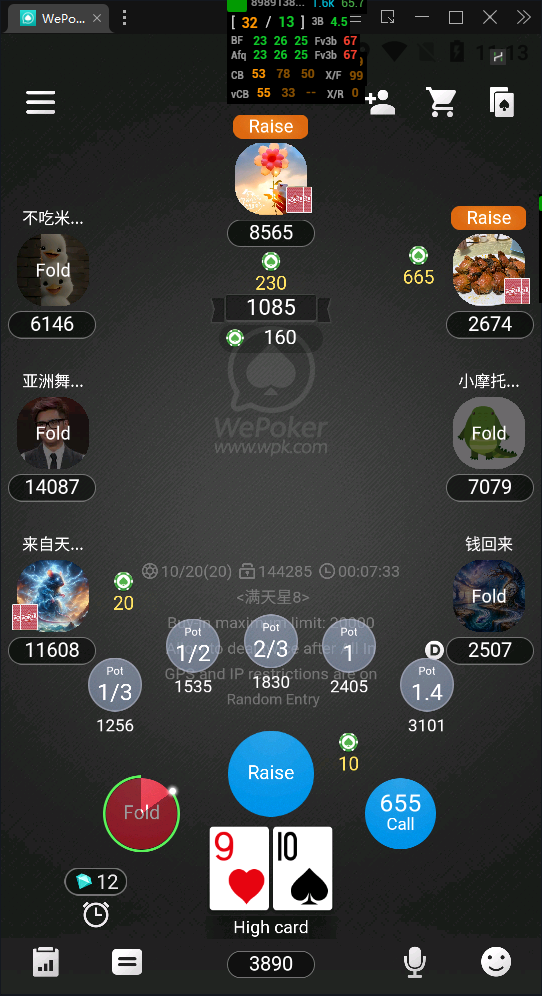 WePo...
8989138... 1.6k 65.7
[ 32 / 13 ] 3B 4.5
BF 23 26 25 Fv3b 67
Afq 23 26 25 Fv3b 67
CB 53 78 50 X/F 99
vCB 55 33 -- X/R 0
Raise
8565
230
1085
160
不吃米...
Fold
6146
Raise
665
2674
亚洲舞...
Fold
14087
小摩托...
Fold
7079
WePoker
www.wpk.com
来自天...
20
11608
钱回来
Fold
2507
D
10/20(20) 144285 00:07:33
<满天星8>
Buy in maximum limit: 20000
GPS and IP restrictions are on
Random Entry
Pot
1/3
1256
Pot
1/2
1535
Pot
2/3
1830
Pot
1
2405
Pot
1.4
3101
10
Fold
Raise
655
Call
9
10
12
High card
3890